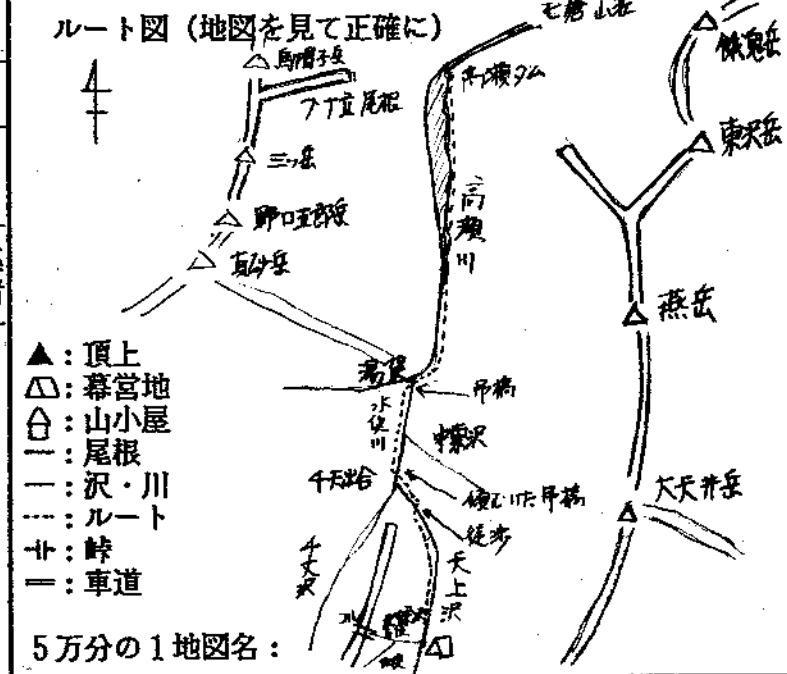 ルート図（地図を見て正確に）
烏帽子岳
ブナ立尾根
三ッ岳
野口五郎岳
真砂岳
七倉山荘
高瀬ダム
高瀬川
餓鬼岳
東沢岳
燕岳
大天井岳
湯俣
吊橋
水俣川
中東沢
千天出合
傾むいた吊橋
徒歩
千丈沢
天上沢
▲：頂上
：幕営地
：山小屋
―：尾根
―：沢・川
----：ルート
：峠
＝：車道
5万分の1地図名：